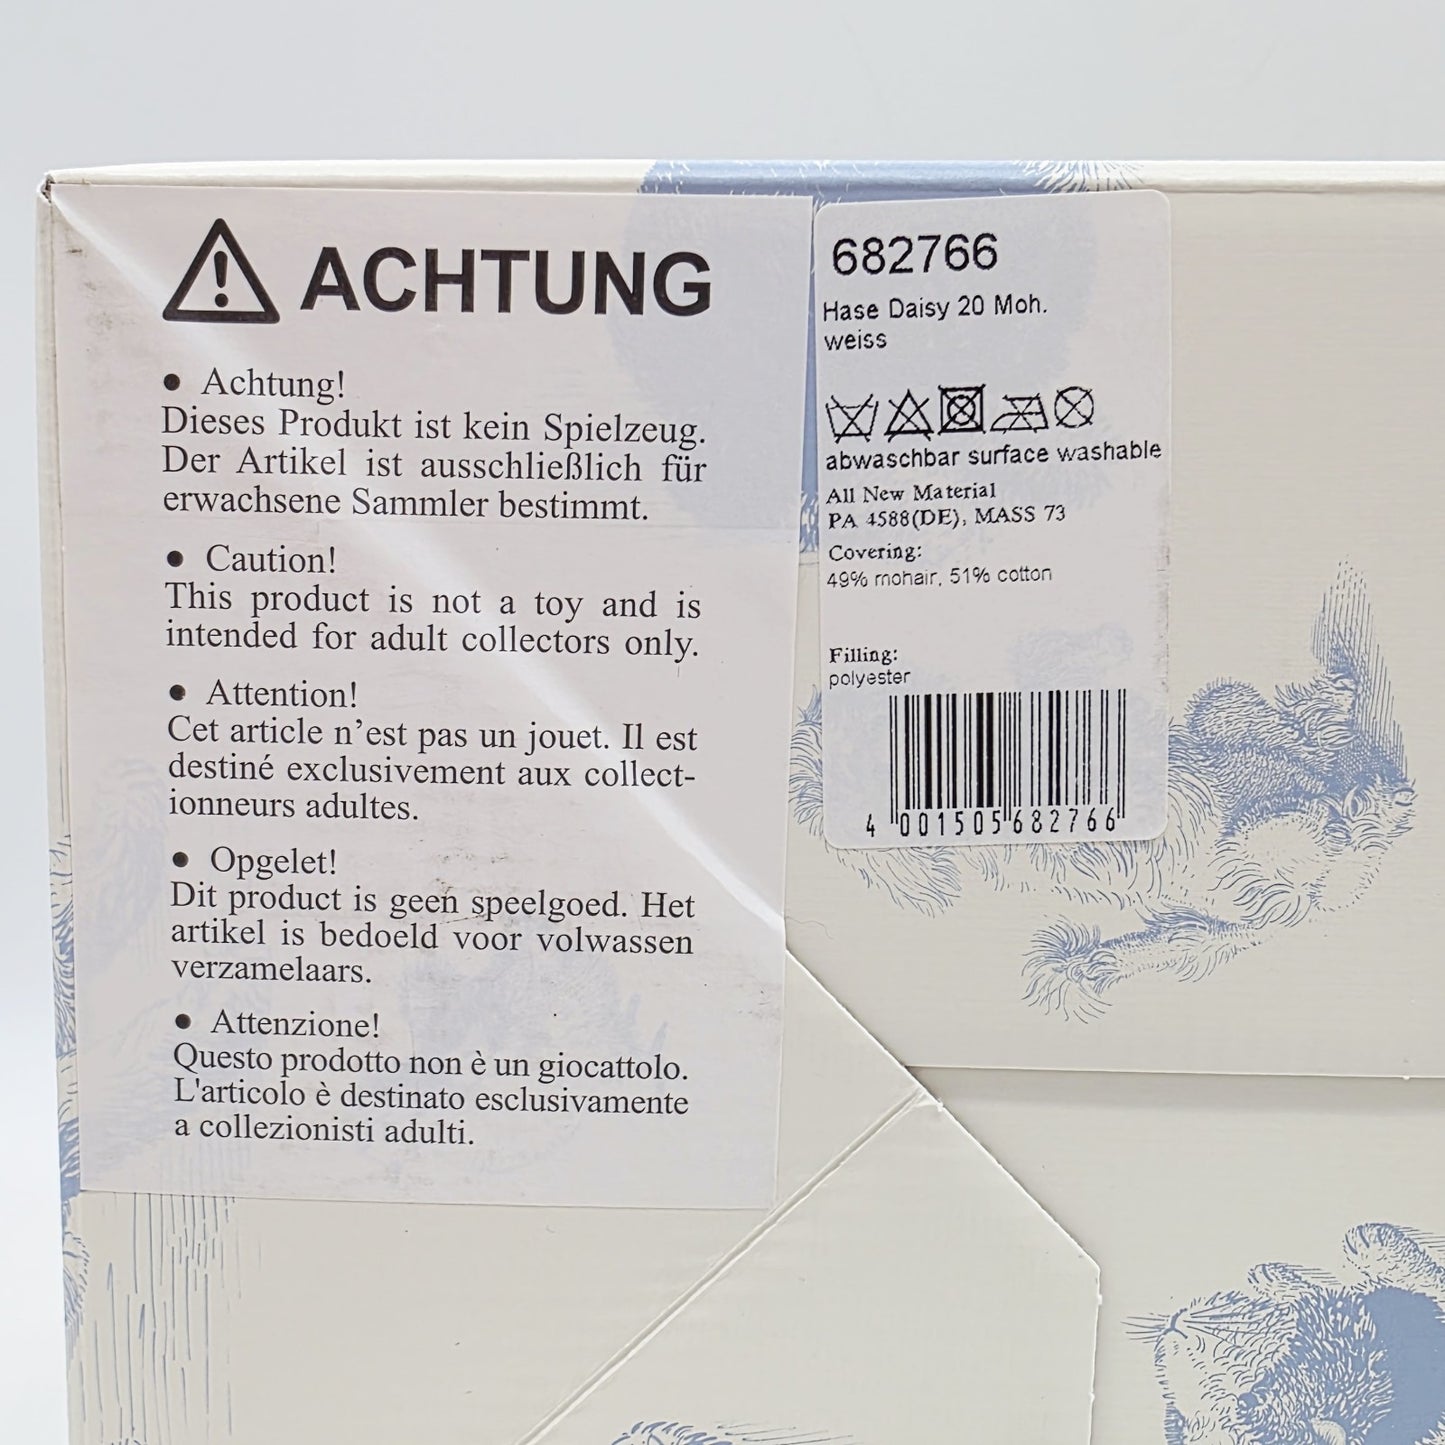 ACHTUNG
• Achtung!
Dieses Produkt ist kein Spielzeug.
Der Artikel ist ausschließlich für
erwachsene Sammler bestimmt.
• Caution!
This product is not a toy and is
intended for adult collectors only.
• Attention!
Cet article n’est pas un jouet. Il est
destiné exclusivement aux collect-
ionneurs adultes.
• Opgelet!
Dit product is geen speelgoed. Het
artikel is bedoeld voor volwassen
verzamelaars.
• Attenzione!
Questo prodotto non è un giocattolo.
L'articolo è destinato esclusivamente
a collezionisti adulti.
682766
Hase Daisy 20 Moh.
weiss
abwaschbar surface washable
All New Material
PA 4588(DE), MASS 73
Covering:
49% mohair, 51% cotton
Filling:
polyester
4 001505 682766